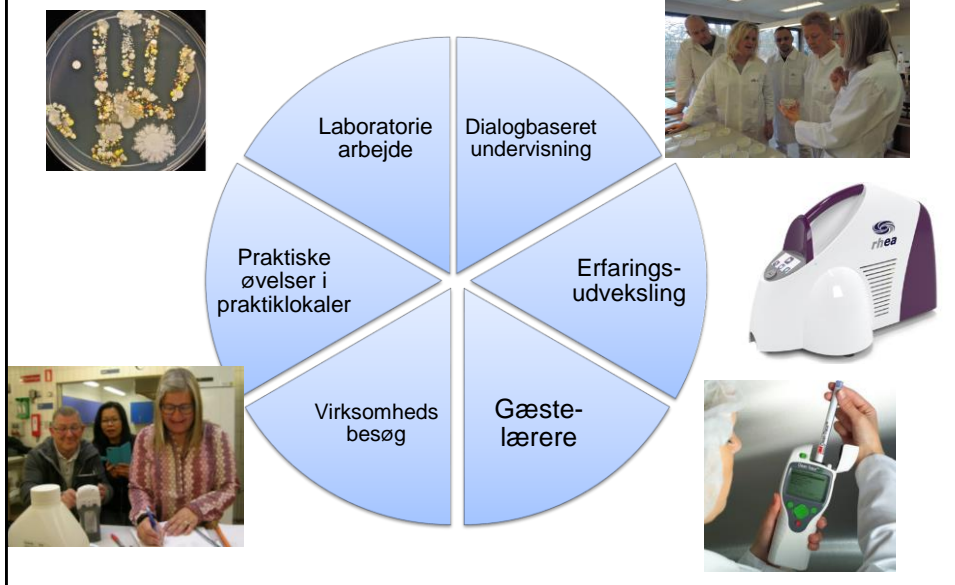 Laboratorie
arbejde
Dialogbaseret
undervisning
Praktiske
øvelser i
praktiklokaler
Erfarings-
udveksling
Virksomheds
besøg
Gæste-
lærere
rhea